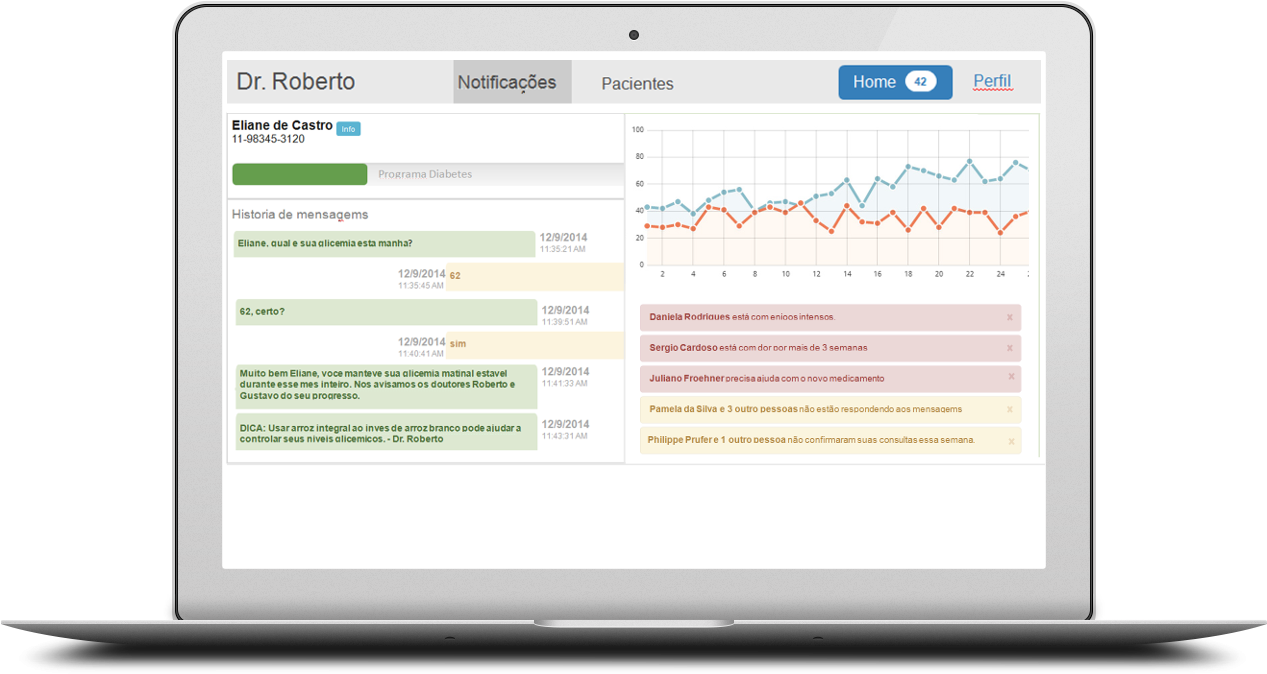 Dr. Roberto
Notificações
Pacientes
Home 42
Perfil
Eliane de Castro Info
11-98345-3120
Programa Diabetes
Historia de mensagems
Eliane, qual e sua glicemia esta manha?
12/9/2014
11:35:21 AM
12/9/2014
11:35:45 AM
62
62, certo?
12/9/2014
11:39:51 AM
12/9/2014
11:40:41 AM
sim
Muito bem Eliane, voce manteve sua glicemia matinal estavel
durante esse mes inteiro. Nos avisamos os doutores Roberto e
Gustavo do seu progresso.
12/9/2014
11:41:33 AM
DICA: Usar arroz integral ao inves de arroz branco pode ajudar a
controlar seus niveis glicemicos. - Dr. Roberto
12/9/2014
11:43:31 AM
100
80
60
40
20
0
2 4 6 8 10 12 14 16 18 20 22 24
Daniela Rodrigues está com enjoos intensos. x
Sergio Cardoso está com dor por mais de 3 semanas x
Juliano Froehner precisa ajuda com o novo medicamento x
Pamela da Silva e 3 outro pessoas não estão respondendo aos mensagems x
Philippe Prufer e 1 outro pessoa não confirmaram suas consultas essa semana. x